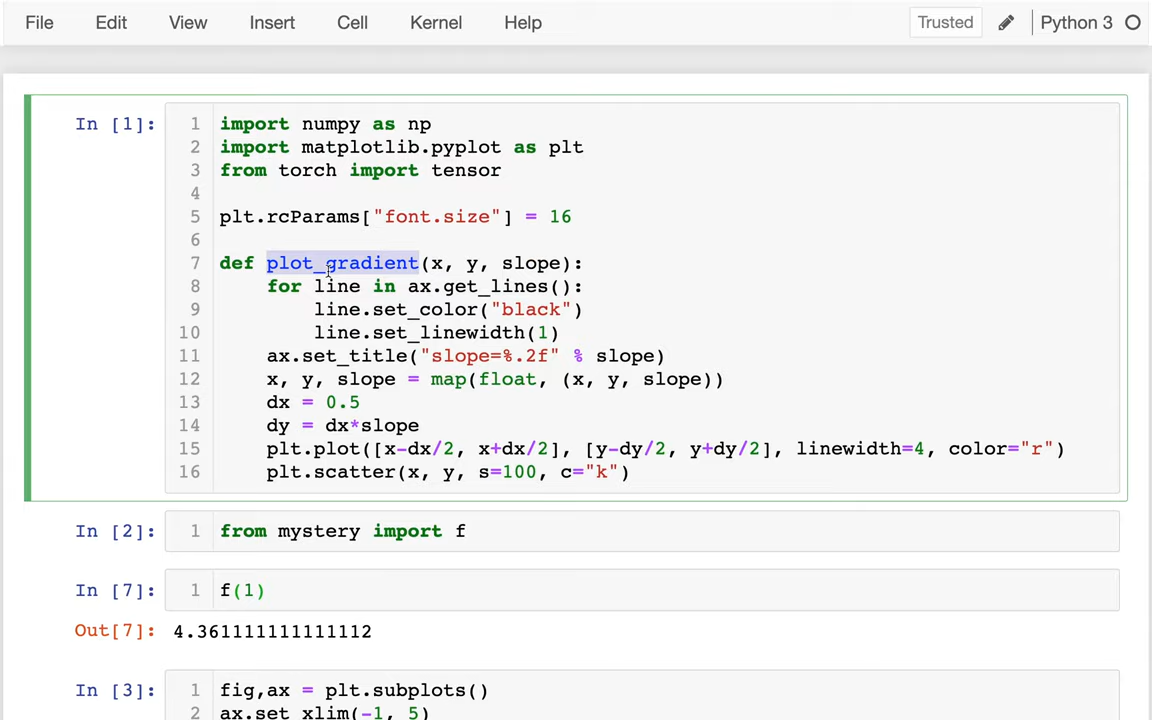 File Edit View Insert Cell Kernel Help Trusted Python 3
In [1]:
1 import numpy as np
2 import matplotlib.pyplot as plt
3 from torch import tensor
4
5 plt.rcParams["font.size"] = 16
6
7 def plot_gradient(x, y, slope):
8     for line in ax.get_lines():
9         line.set_color("black")
10         line.set_linewidth(1)
11     ax.set_title("slope=%.2f" % slope)
12     x, y, slope = map(float, (x, y, slope))
13     dx = 0.5
14     dy = dx*slope
15     plt.plot([x-dx/2, x+dx/2], [y-dy/2, y+dy/2], linewidth=4, color="r")
16     plt.scatter(x, y, s=100, c="k")
In [2]: 1 from mystery import f
In [7]: 1 f(1)
Out[7]: 4.361111111111112
In [3]: 1 fig,ax = plt.subplots()
2 ax.set_xlim(-1, 5)